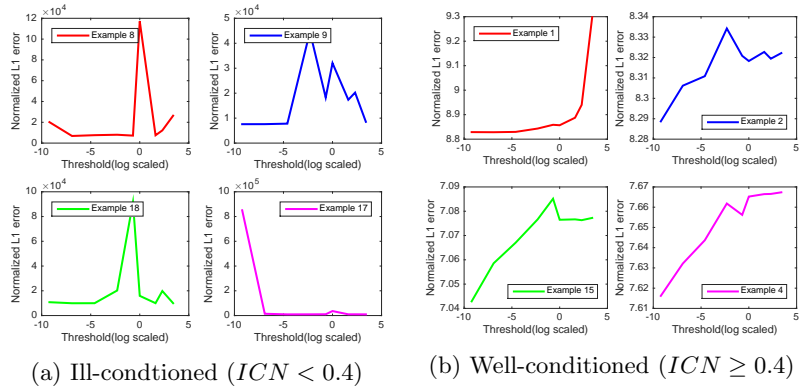 ×10^4
12
10
8
6
4
2
0
Example 8
Normalized L1 error
-10 -5 0 5
Threshold(log scaled)
×10^4
5
4
3
2
1
0
Example 9
Normalized L1 error
-10 -5 0 5
Threshold(log scaled)
9.3
9.2
9.1
9
8.9
8.8
Example 1
Normalized L1 error
-10 -5 0 5
Threshold(log scaled)
8.34
8.33
8.32
8.31
8.3
8.29
8.28
Example 2
Normalized L1 error
-10 -5 0 5
Threshold(log scaled)
×10^4
10
8
6
4
2
0
Example 18
Normalized L1 error
-10 -5 0 5
Threshold(log scaled)
×10^5
10
8
6
4
2
0
Example 17
Normalized L1 error
-10 -5 0 5
Threshold(log scaled)
7.09
7.08
7.07
7.06
7.05
7.04
Example 15
Normalized L1 error
-10 -5 0 5
Threshold(log scaled)
7.67
7.66
7.65
7.64
7.63
7.62
7.61
Example 4
Normalized L1 error
-10 -5 0 5
Threshold(log scaled)
(a) Ill-condtioned (ICN < 0.4)
(b) Well-conditioned (ICN ≥ 0.4)